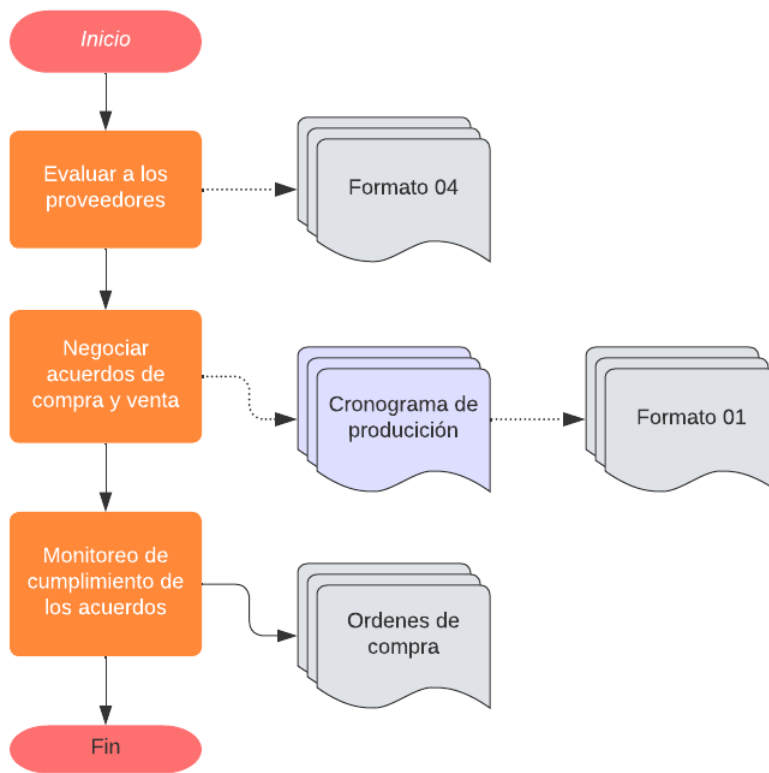 Inicio
Evaluar a los
proveedores
Formato 04
Negociar
acuerdos de
compra y venta
Cronograma de
producición
Formato 01
Monitoreo de
cumplimiento de
los acuerdos
Ordenes de
compra
Fin